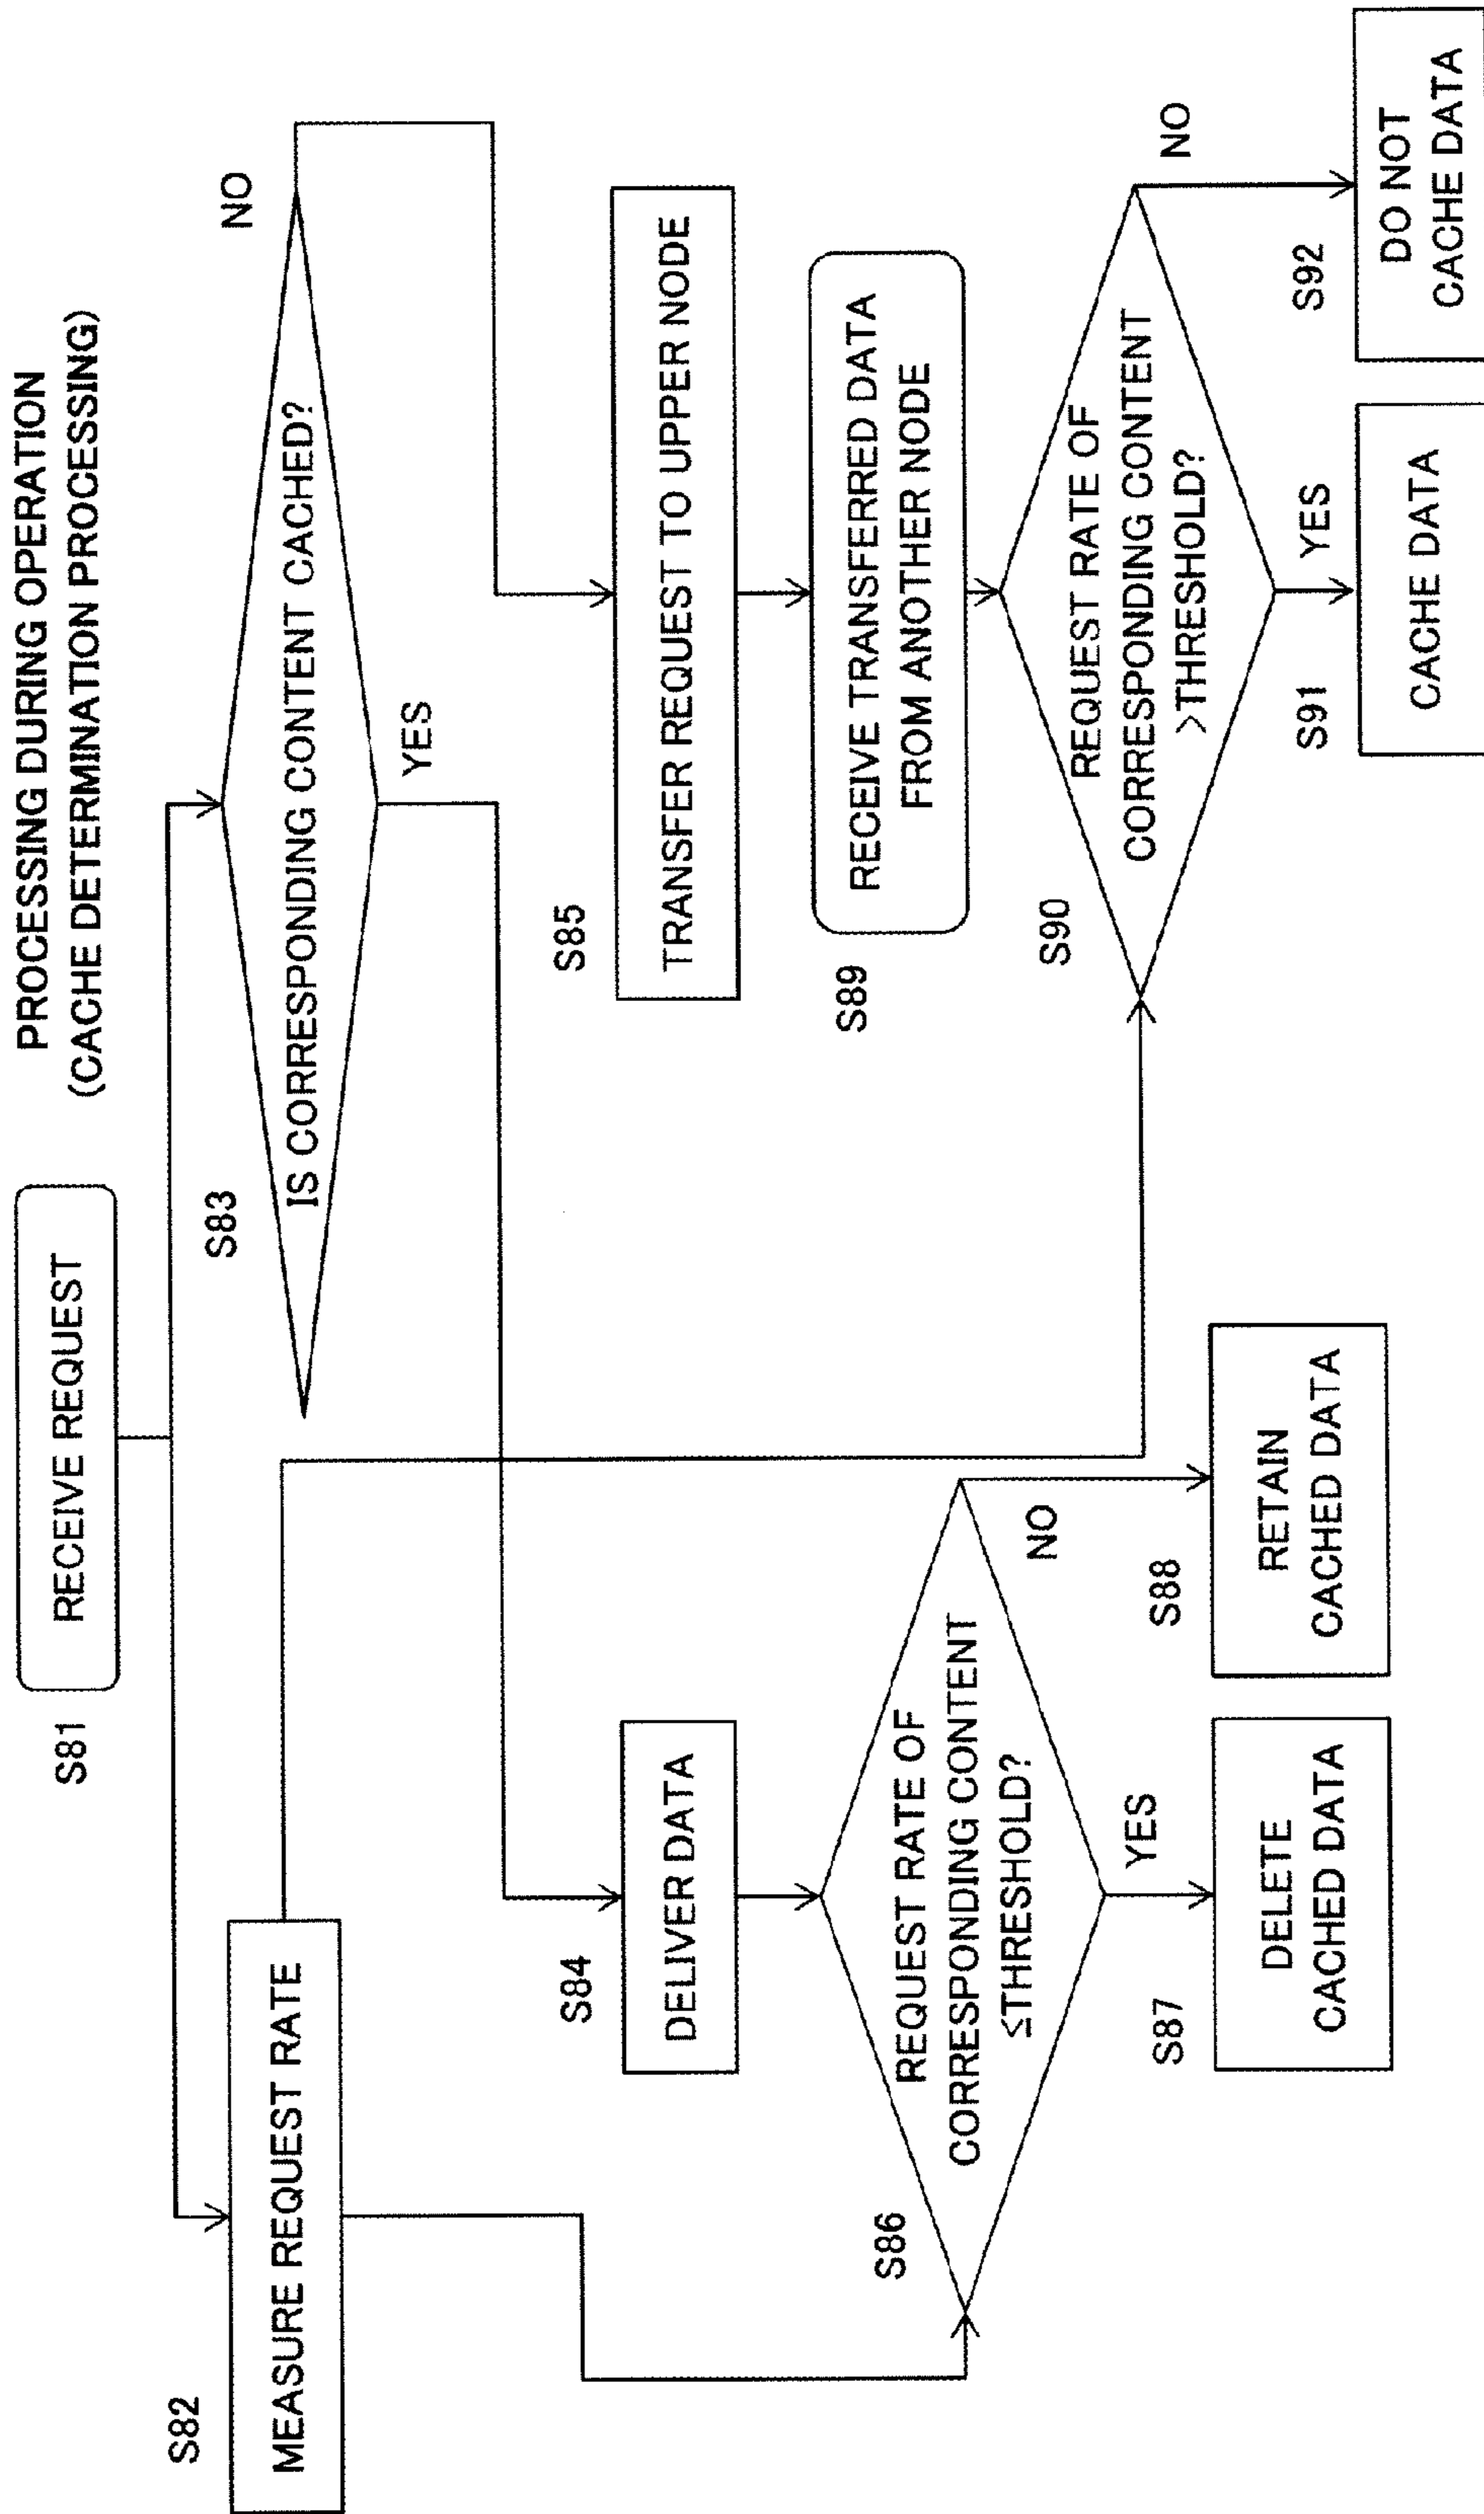 PROCESSING DURING OPERATION
(CACHE DETERMINATION PROCESSING)
S81
RECEIVE REQUEST
S82
MEASURE REQUEST RATE
S83
IS CORRESPONDING CONTENT CACHED?
NO
YES
S84
DELIVER DATA
S85
TRANSFER REQUEST TO UPPER NODE
S86
REQUEST RATE OF
CORRESPONDING CONTENT
≤THRESHOLD?
YES
NO
S87
DELETE
CACHED DATA
S88
RETAIN
CACHED DATA
S89
RECEIVE TRANSFERRED DATA
FROM ANOTHER NODE
S90
REQUEST RATE OF
CORRESPONDING CONTENT
>THRESHOLD?
YES
NO
S91
CACHE DATA
S92
DO NOT
CACHE DATA